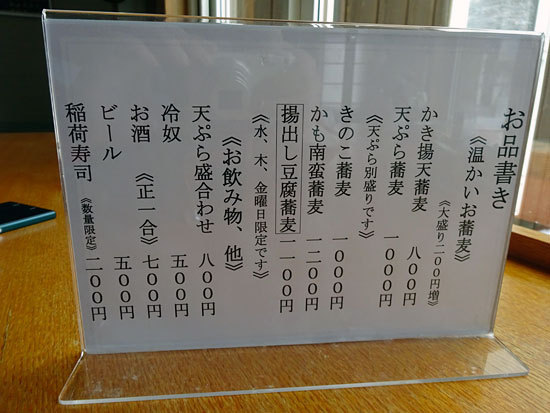 お品書き
《温かいお蕎麦》
《大盛り二〇〇円増》
かき揚天蕎麦 八〇〇円
天ぷら蕎麦 一〇〇〇円
《天ぷら別盛りです》
きのこ蕎麦 一〇〇〇円
かも南蛮蕎麦 一二〇〇円
揚出し豆腐蕎麦 一一〇〇円
《水、木、金曜日限定です》
《お飲み物、他》
天ぷら盛合わせ 八〇〇円
冷奴 五〇〇円
お酒《正一合》 七〇〇円
ビール 五〇〇円
稲荷寿司《数量限定》 二〇〇円